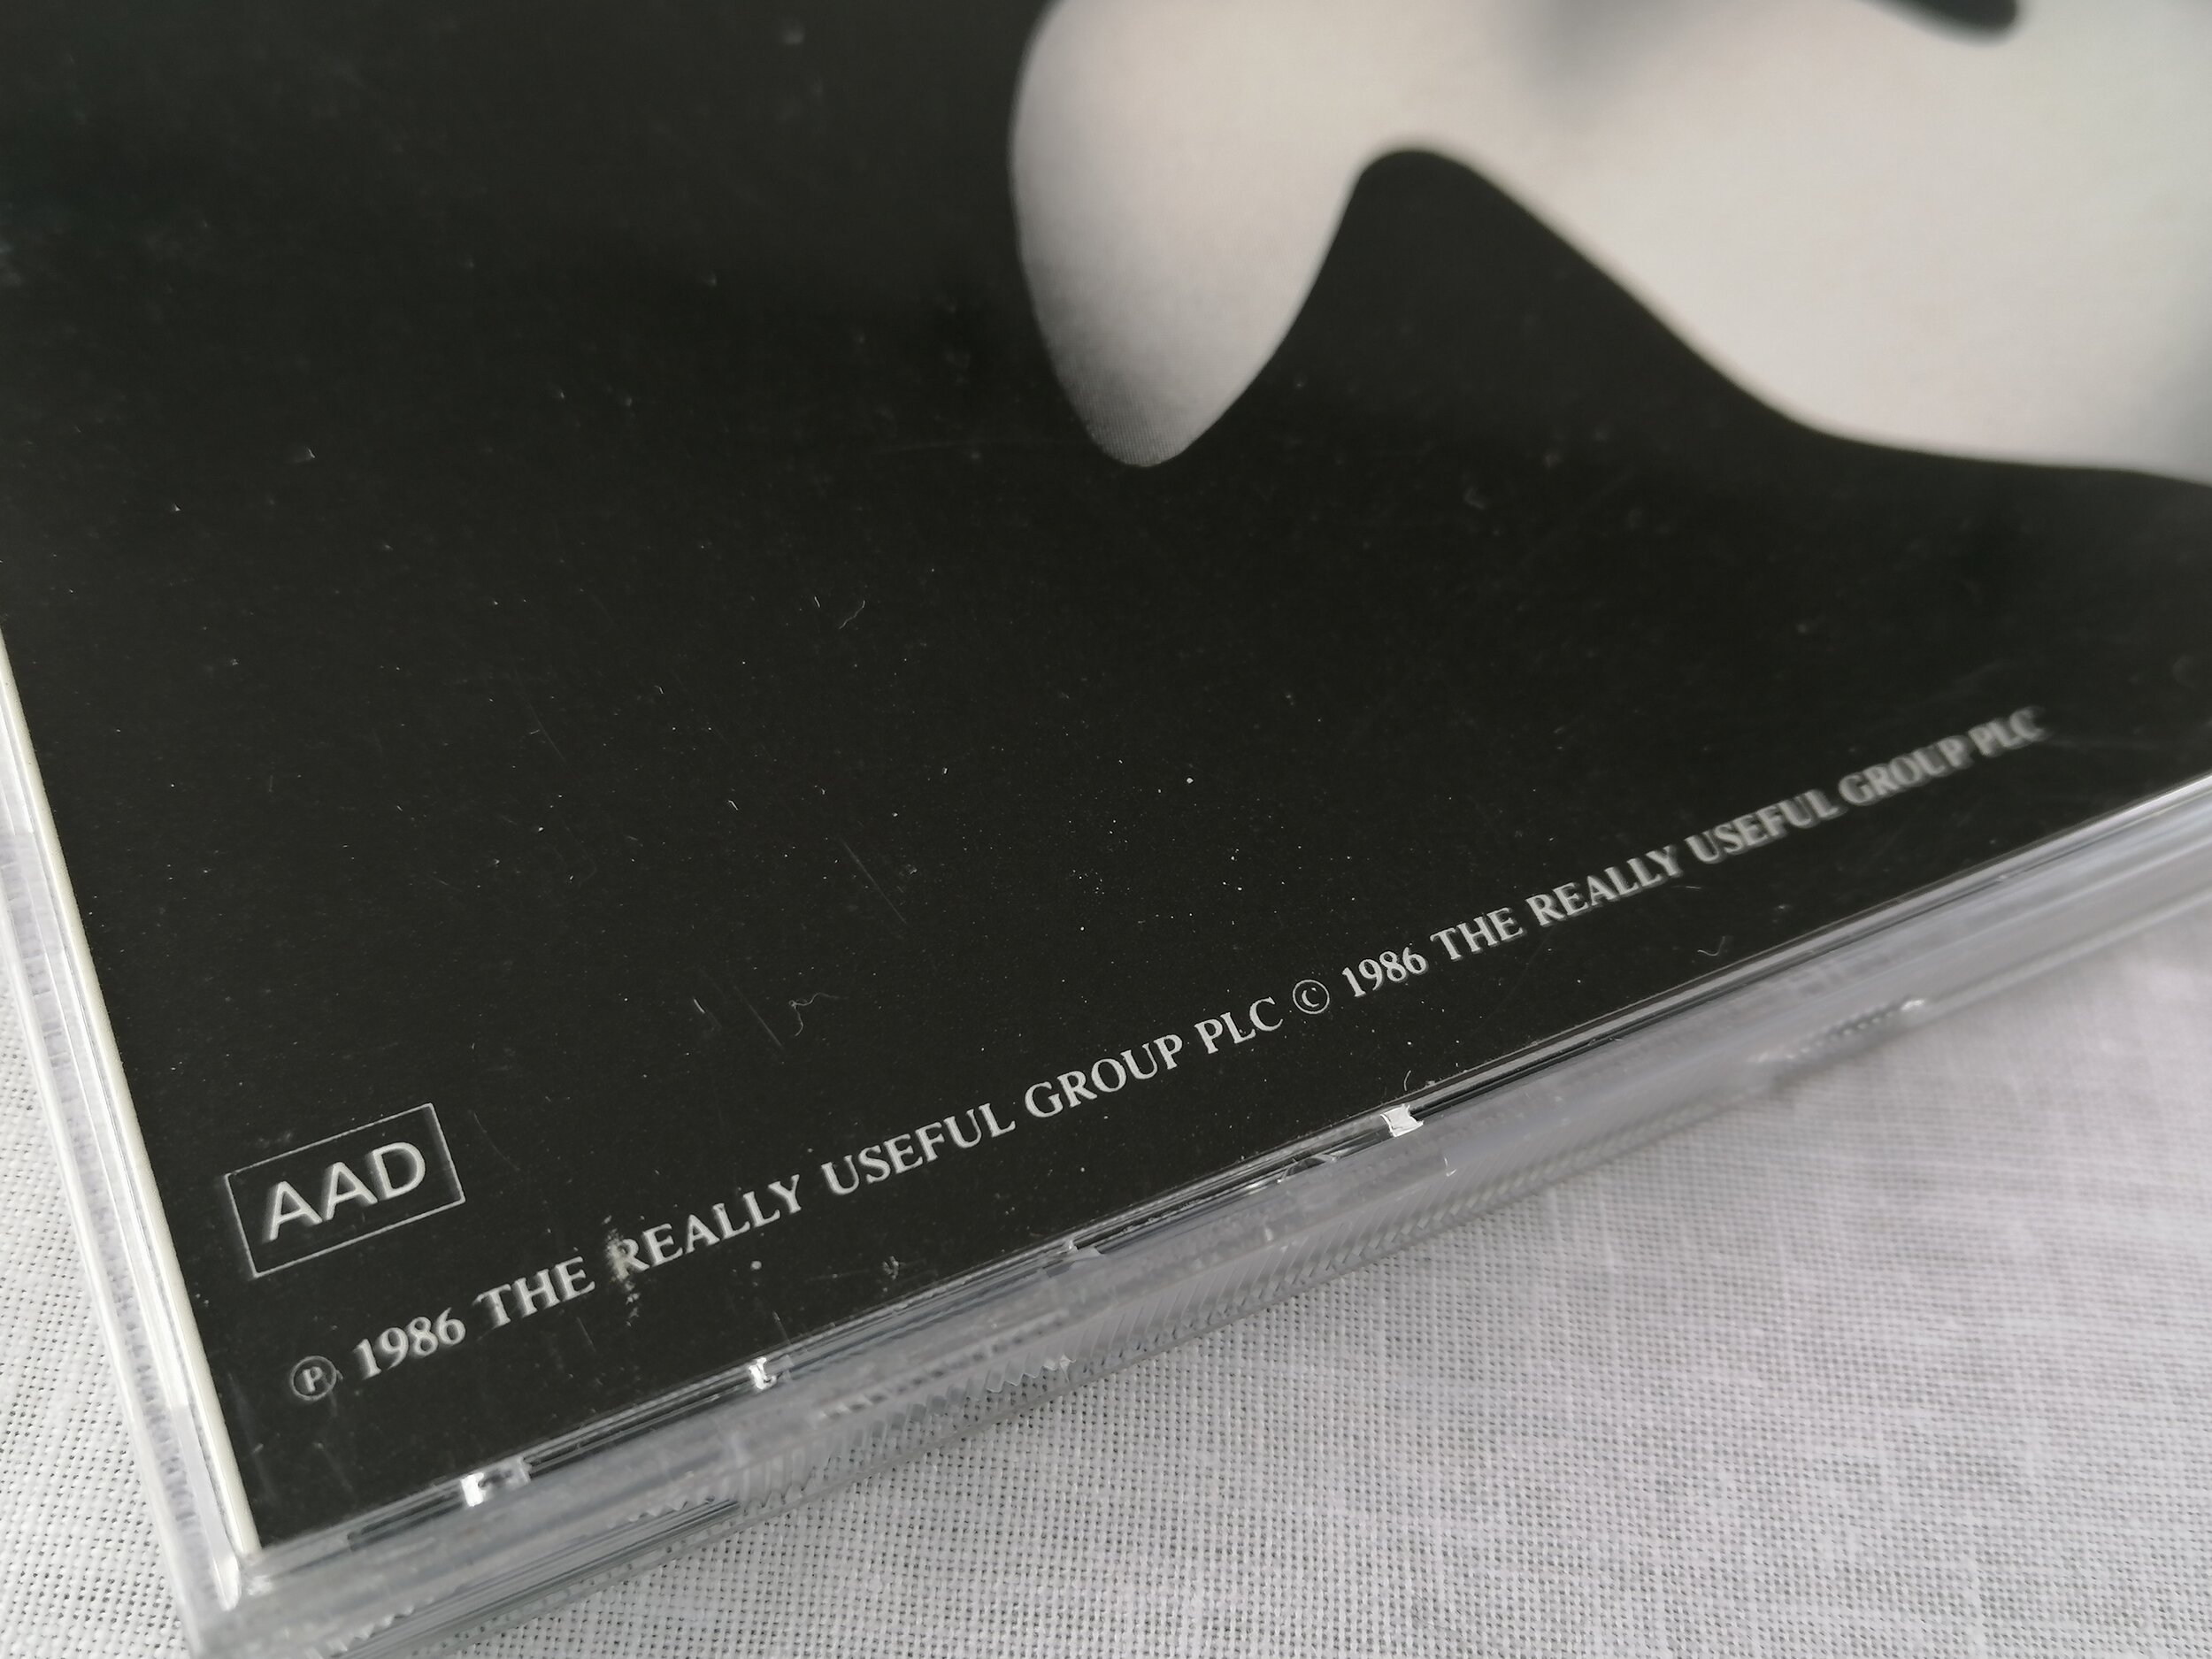 AAD
℗ 1986 THE REALLY USEFUL GROUP PLC © 1986 THE REALLY USEFUL GROUP PLC